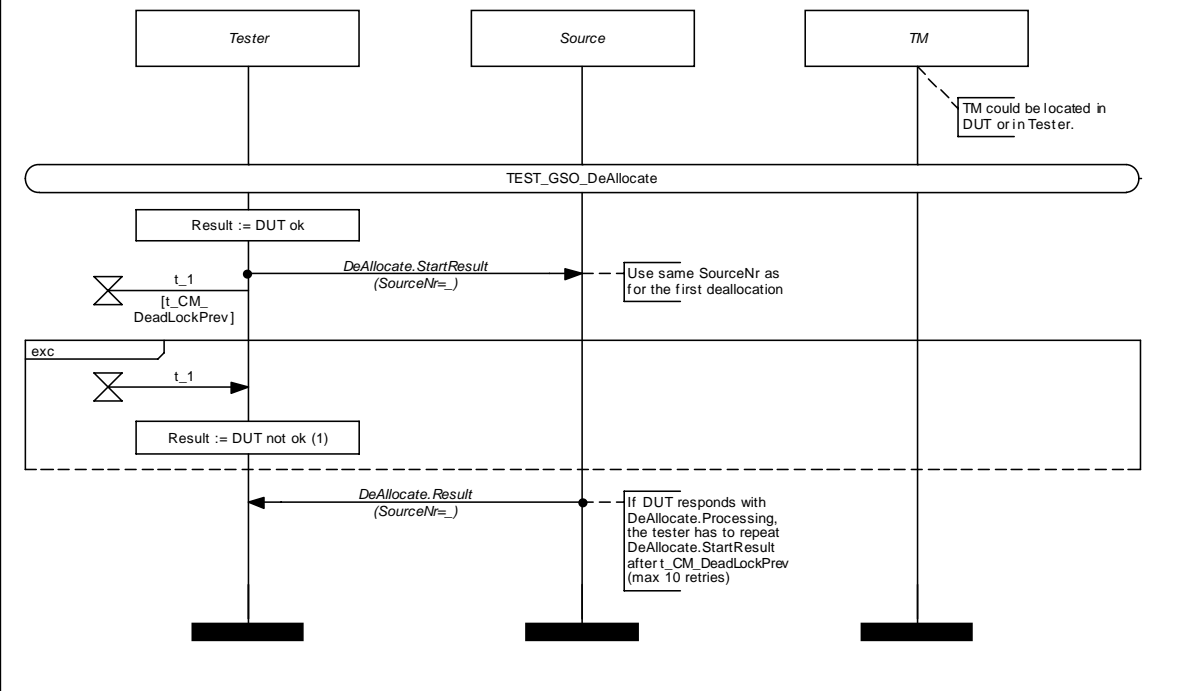 Tester
Source
TM
TM could be located in
DUT or in Tester.
TEST_GSO_DeAllocate
Result := DUT ok
DeAllocate.StartResult
(SourceNr=_)
Use same SourceNr as
for the first deallocation
t_1
[t_CM_
DeadLockPrev]
exc
t_1
Result := DUT not ok (1)
DeAllocate.Result
(SourceNr=_)
If DUT responds with
DeAllocate.Processing,
the tester has to repeat
DeAllocate.StartResult
after t_CM_DeadLockPrev
(max 10 retries)